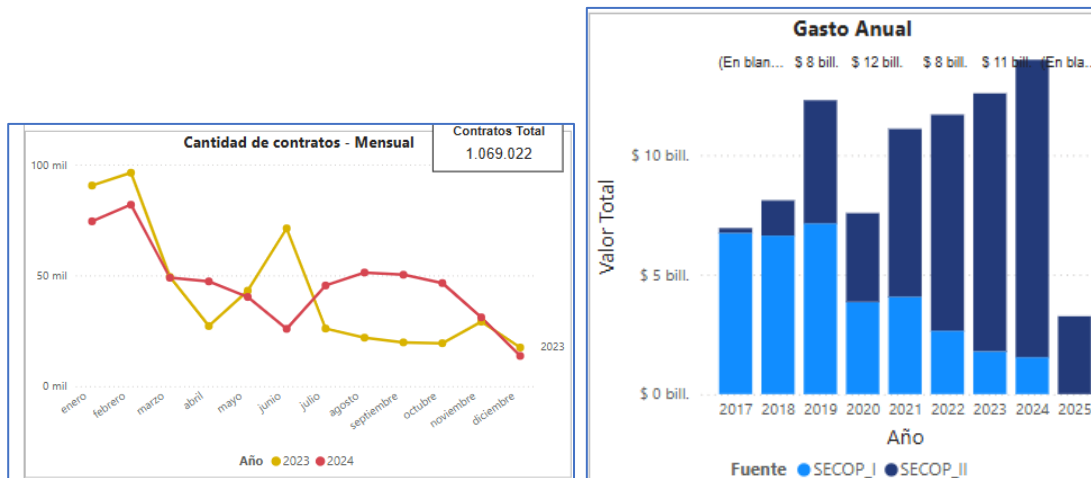 Cantidad de contratos - Mensual
Contratos Total
1.069.022
100 mil
50 mil
0 mil
enero
febrero
marzo
abril
mayo
junio
julio
agosto
septiembre
octubre
noviembre
diciembre
2023
Año 2023 2024
Gasto Anual
(En blan... $ 8 bill. $ 12 bill. $ 8 bill. $ 11 bill. (En bla...
$ 10 bill.
$ 5 bill.
$ 0 bill.
Valor Total
2017 2018 2019 2020 2021 2022 2023 2024 2025
Año
Fuente SECOP_I SECOP_II